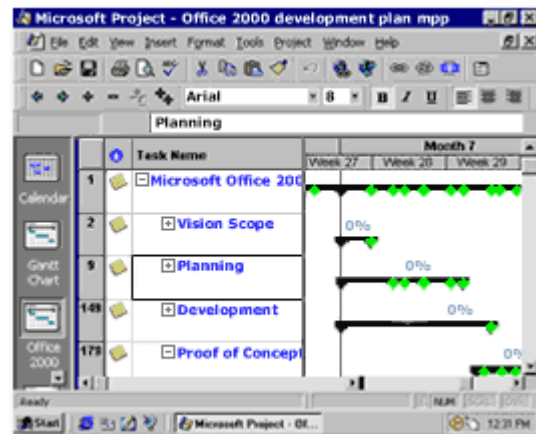 Microsoft Project - Office 2000 development plan mpp
File Edit View Insert Format Tools Project Window Help
Arial 8 B I U
Planning
Month 7
Task Name Week 27 Week 28 Week 29
Calendar
1 Microsoft Office 200
2 Vision Scope 0%
Gantt
Chart
9 Planning 0%
149 Development 0%
Office
2000
179 Proof of Concept 0%
Ready NUM
Start Microsoft Project - Of... 12:31 PM